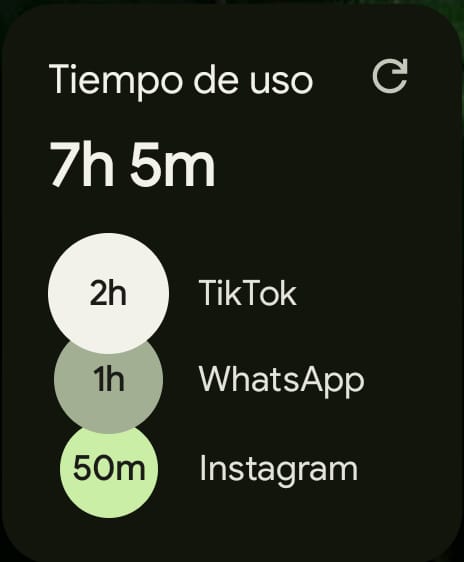 Tiempo de uso
7h 5m
2h TikTok
1h WhatsApp
50m Instagram